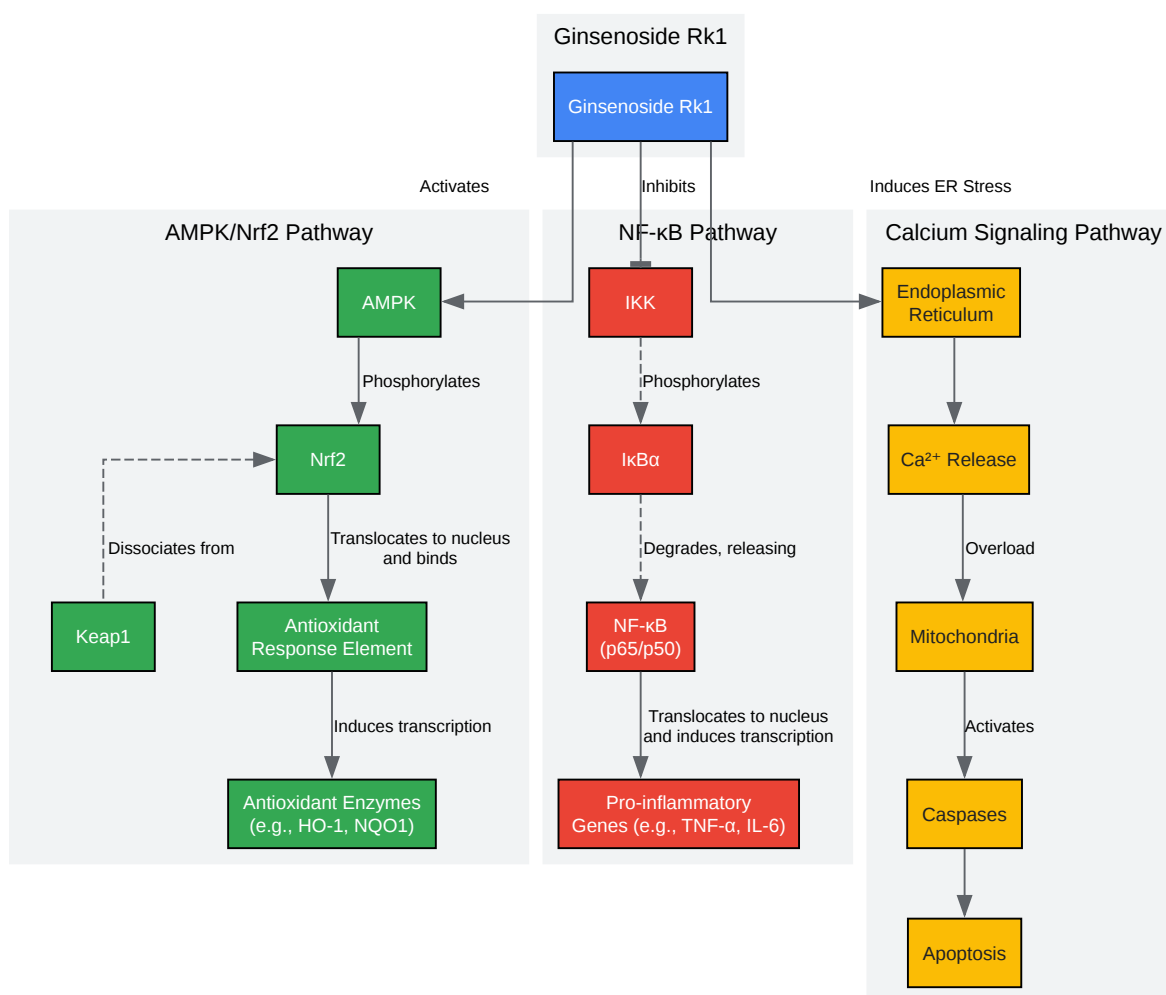 Ginsenoside Rk1
Ginsenoside Rk1
Activates
Inhibits
Induces ER Stress
AMPK/Nrf2 Pathway
NF-κB Pathway
Calcium Signaling Pathway
AMPK
IKK
Endoplasmic
Reticulum
Phosphorylates
Phosphorylates
Nrf2
IκBα
Ca²⁺ Release
Dissociates from
Translocates to nucleus
and binds
Degrades, releasing
Overload
Keap1
Antioxidant
Response Element
NF-κB
(p65/p50)
Mitochondria
Induces transcription
Translocates to nucleus
and induces transcription
Activates
Antioxidant Enzymes
(e.g., HO-1, NQO1)
Pro-inflammatory
Genes (e.g., TNF-α, IL-6)
Caspases
Apoptosis